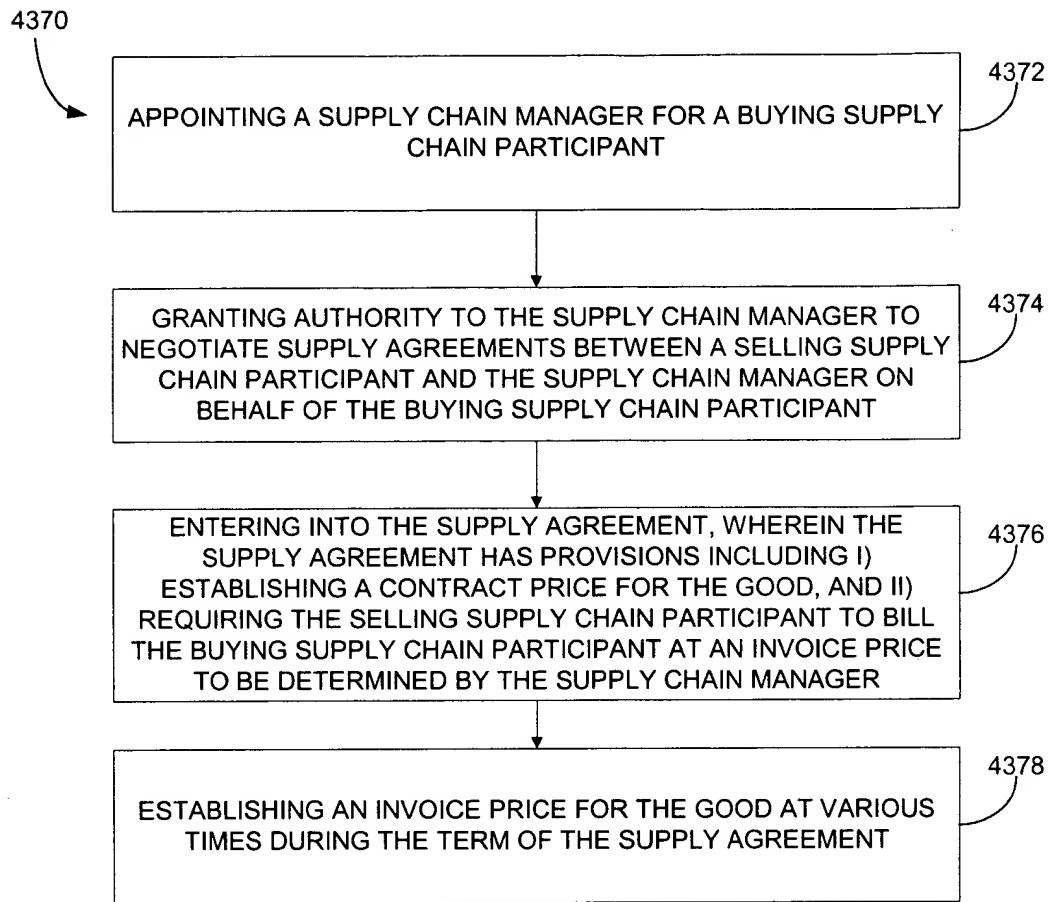 4370
4372
APPOINTING A SUPPLY CHAIN MANAGER FOR A BUYING SUPPLY
CHAIN PARTICIPANT
4374
GRANTING AUTHORITY TO THE SUPPLY CHAIN MANAGER TO
NEGOTIATE SUPPLY AGREEMENTS BETWEEN A SELLING SUPPLY
CHAIN PARTICIPANT AND THE SUPPLY CHAIN MANAGER ON
BEHALF OF THE BUYING SUPPLY CHAIN PARTICIPANT
4376
ENTERING INTO THE SUPPLY AGREEMENT, WHEREIN THE
SUPPLY AGREEMENT HAS PROVISIONS INCLUDING I)
ESTABLISHING A CONTRACT PRICE FOR THE GOOD, AND II)
REQUIRING THE SELLING SUPPLY CHAIN PARTICIPANT TO BILL
THE BUYING SUPPLY CHAIN PARTICIPANT AT AN INVOICE PRICE
TO BE DETERMINED BY THE SUPPLY CHAIN MANAGER
4378
ESTABLISHING AN INVOICE PRICE FOR THE GOOD AT VARIOUS
TIMES DURING THE TERM OF THE SUPPLY AGREEMENT